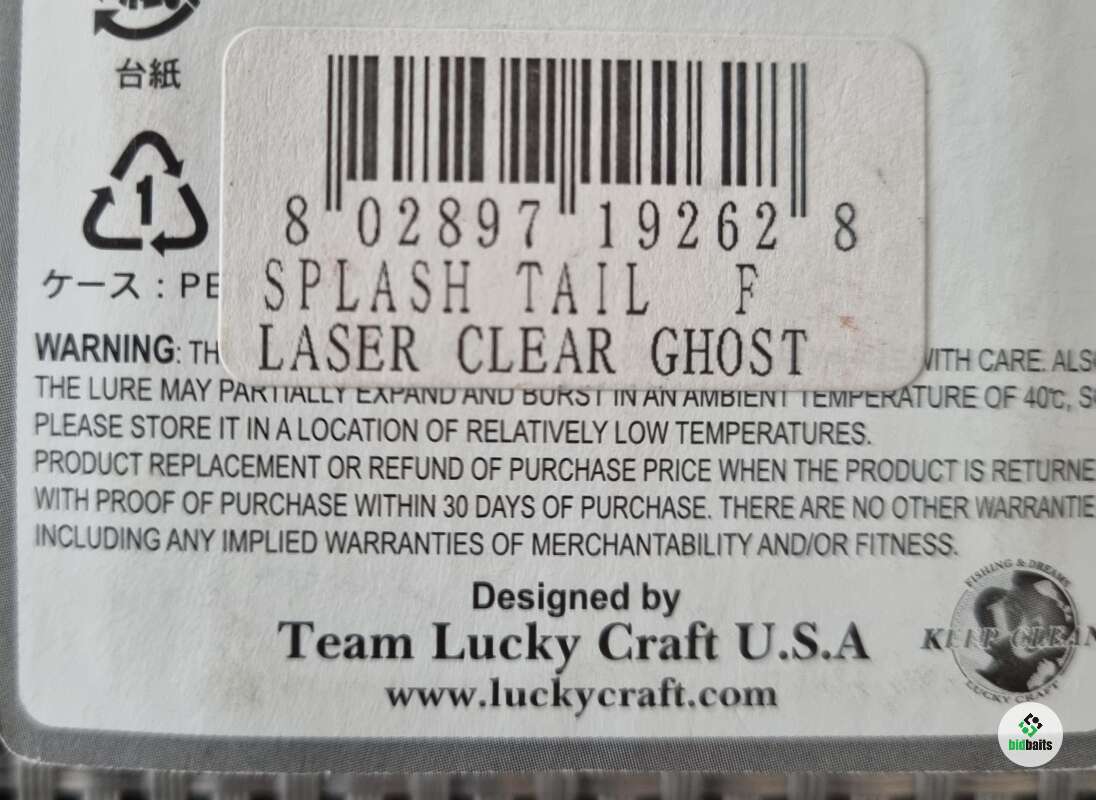 台紙
8 02897 19262 8
1
SPLASH TAIL F
ケース：PE
LASER CLEAR GHOST
WARNING: TH WITH CARE. ALS
THE LURE MAY PARTIALLY EXPAND AND BURST IN AN AMBIENT TEMPERATURE OF 40℃, S
PLEASE STORE IT IN A LOCATION OF RELATIVELY LOW TEMPERATURES.
PRODUCT REPLACEMENT OR REFUND OF PURCHASE PRICE WHEN THE PRODUCT IS RETURNE
WITH PROOF OF PURCHASE WITHIN 30 DAYS OF PURCHASE. THERE ARE NO OTHER WARRANTIE
INCLUDING ANY IMPLIED WARRANTIES OF MERCHANTABILITY AND/OR FITNESS.
Designed by
Team Lucky Craft U.S.A
www.luckycraft.com
FISHING & DREAMS
KEEP CLEAN
LUCKY CRAFT
bidbaits